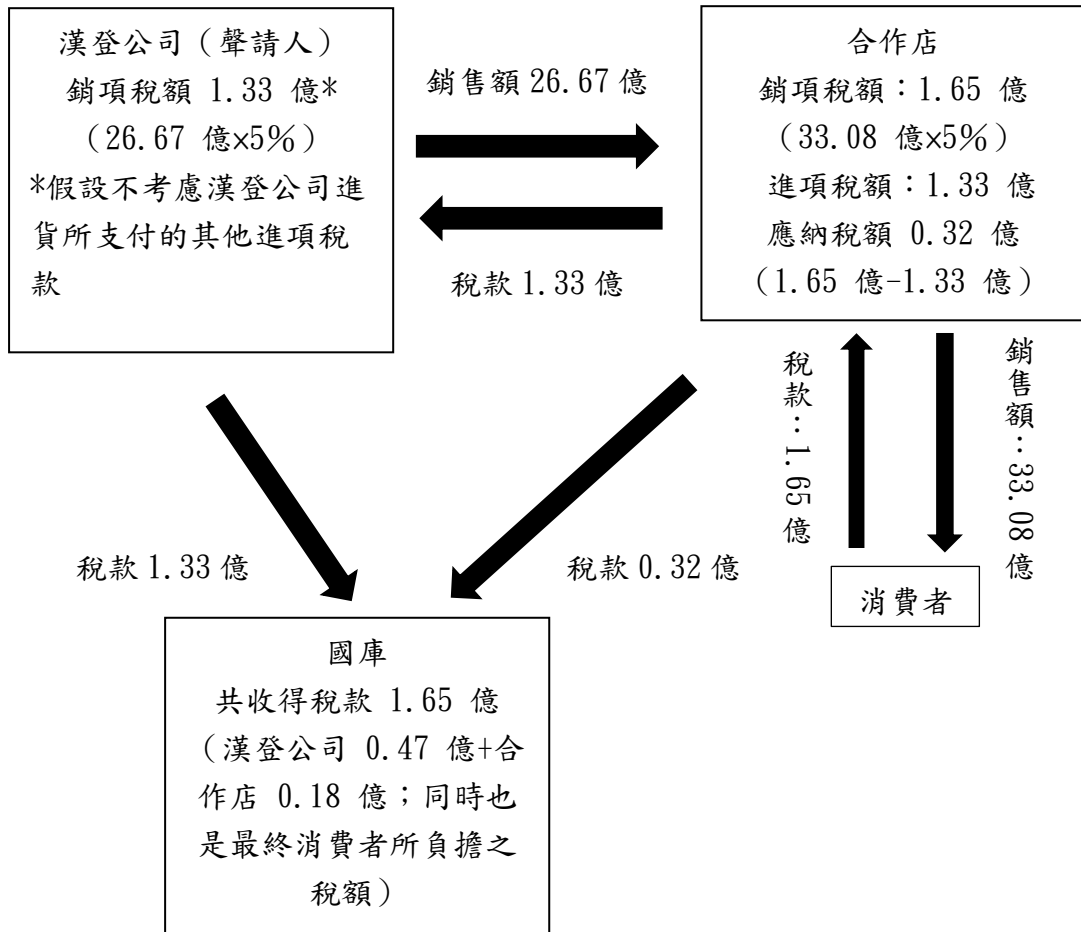 漢登公司（聲請人）
銷項稅額 1.33 億*
（26.67 億×5%）
*假設不考慮漢登公司進
貨所支付的其他進項稅
款
銷售額 26.67 億
稅款 1.33 億
合作店
銷項稅額：1.65 億
（33.08 億×5%）
進項稅額：1.33 億
應納稅額 0.32 億
（1.65 億-1.33 億）
稅款：1.65 億
銷售額：33.08 億
消費者
稅款 1.33 億
稅款 0.32 億
國庫
共收得稅款 1.65 億
（漢登公司 0.47 億+合
作店 0.18 億；同時也
是最終消費者所負擔之
稅額）